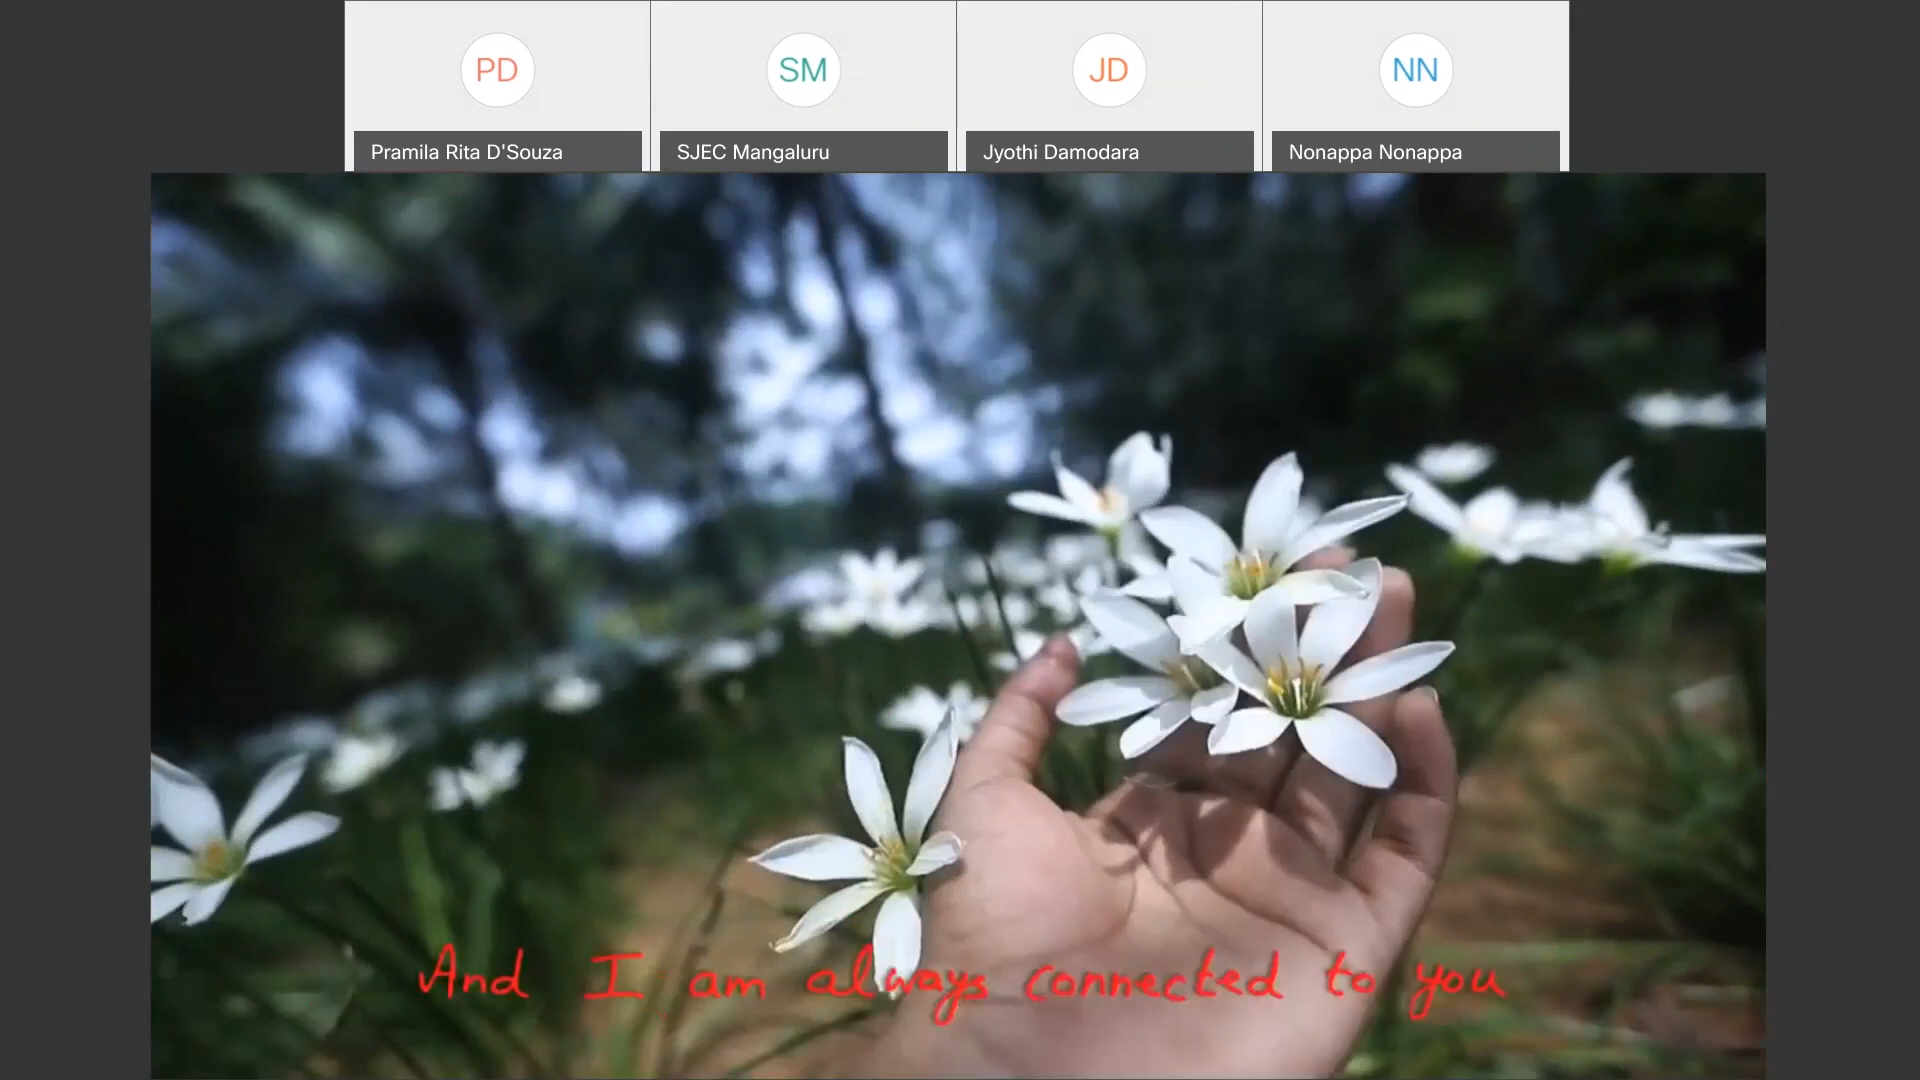 PD
SM
JD
NN
Pramila Rita D'Souza
SJEC Mangaluru
Jyothi Damodara
Nonappa Nonappa
And I am always connected to you